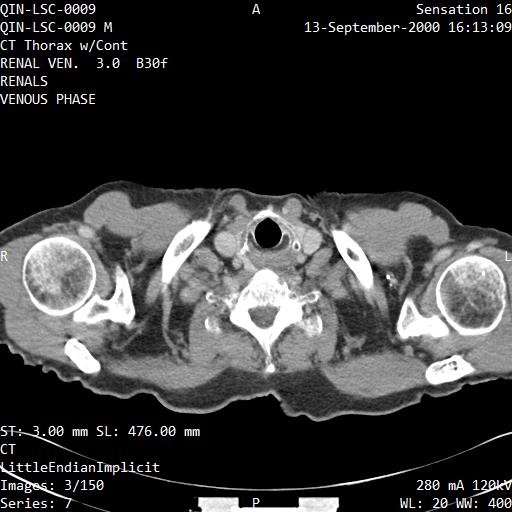 QIN-LSC-0009
A
Sensation 16
QIN-LSC-0009 M
13-September-2000 16:13:09
CT Thorax w/Cont
RENAL VEN.  3.0  B30f
RENALS
VENOUS PHASE
R
L
ST: 3.00 mm SL: 476.00 mm
CT
LittleEndianImplicit
Images: 3/150
280 mA 120kV
Series: 7
P
WL: 20 WW: 400